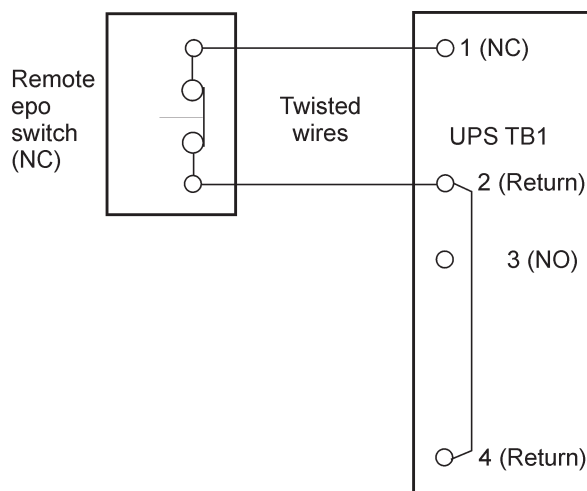 Remote
epo
switch
(NC)
Twisted
wires
1 (NC)
UPS TB1
2 (Return)
3 (NO)
4 (Return)